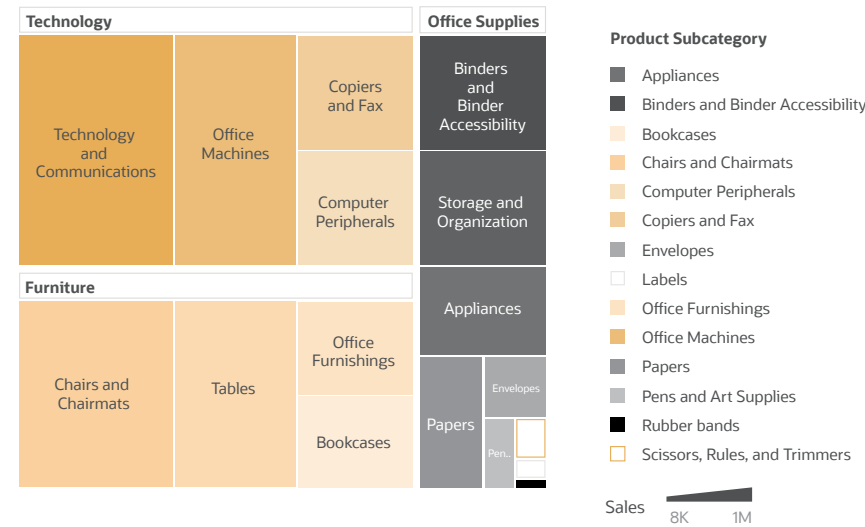 Technology
Office Supplies
Technology
and
Communications
Office
Machines
Copiers
and Fax
Computer
Peripherals
Binders
and
Binder
Accessibility
Storage and
Organization
Appliances
Papers
Envelopes
Pen...
Furniture
Chairs and
Chairmats
Tables
Office
Furnishings
Bookcases
Product Subcategory
Appliances
Binders and Binder Accessibility
Bookcases
Chairs and Chairmats
Computer Peripherals
Copiers and Fax
Envelopes
Labels
Office Furnishings
Office Machines
Papers
Pens and Art Supplies
Rubber bands
Scissors, Rules, and Trimmers
Sales
8K 1M